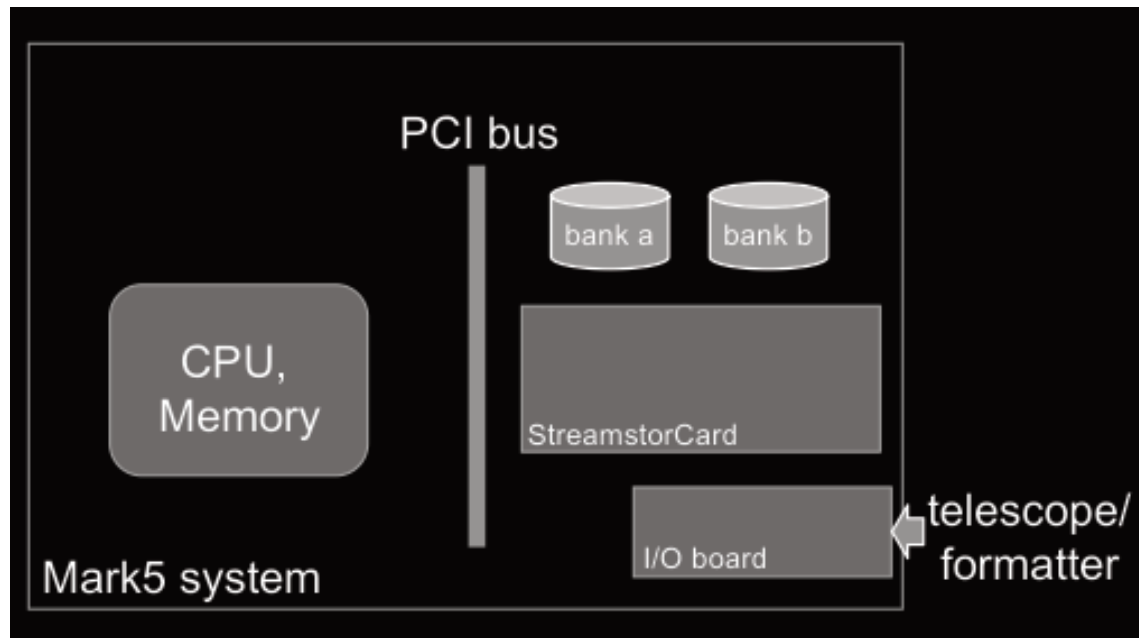 PCI bus
bank a
bank b
CPU,
Memory
StreamstorCard
I/O board
telescope/
formatter
Mark5 system